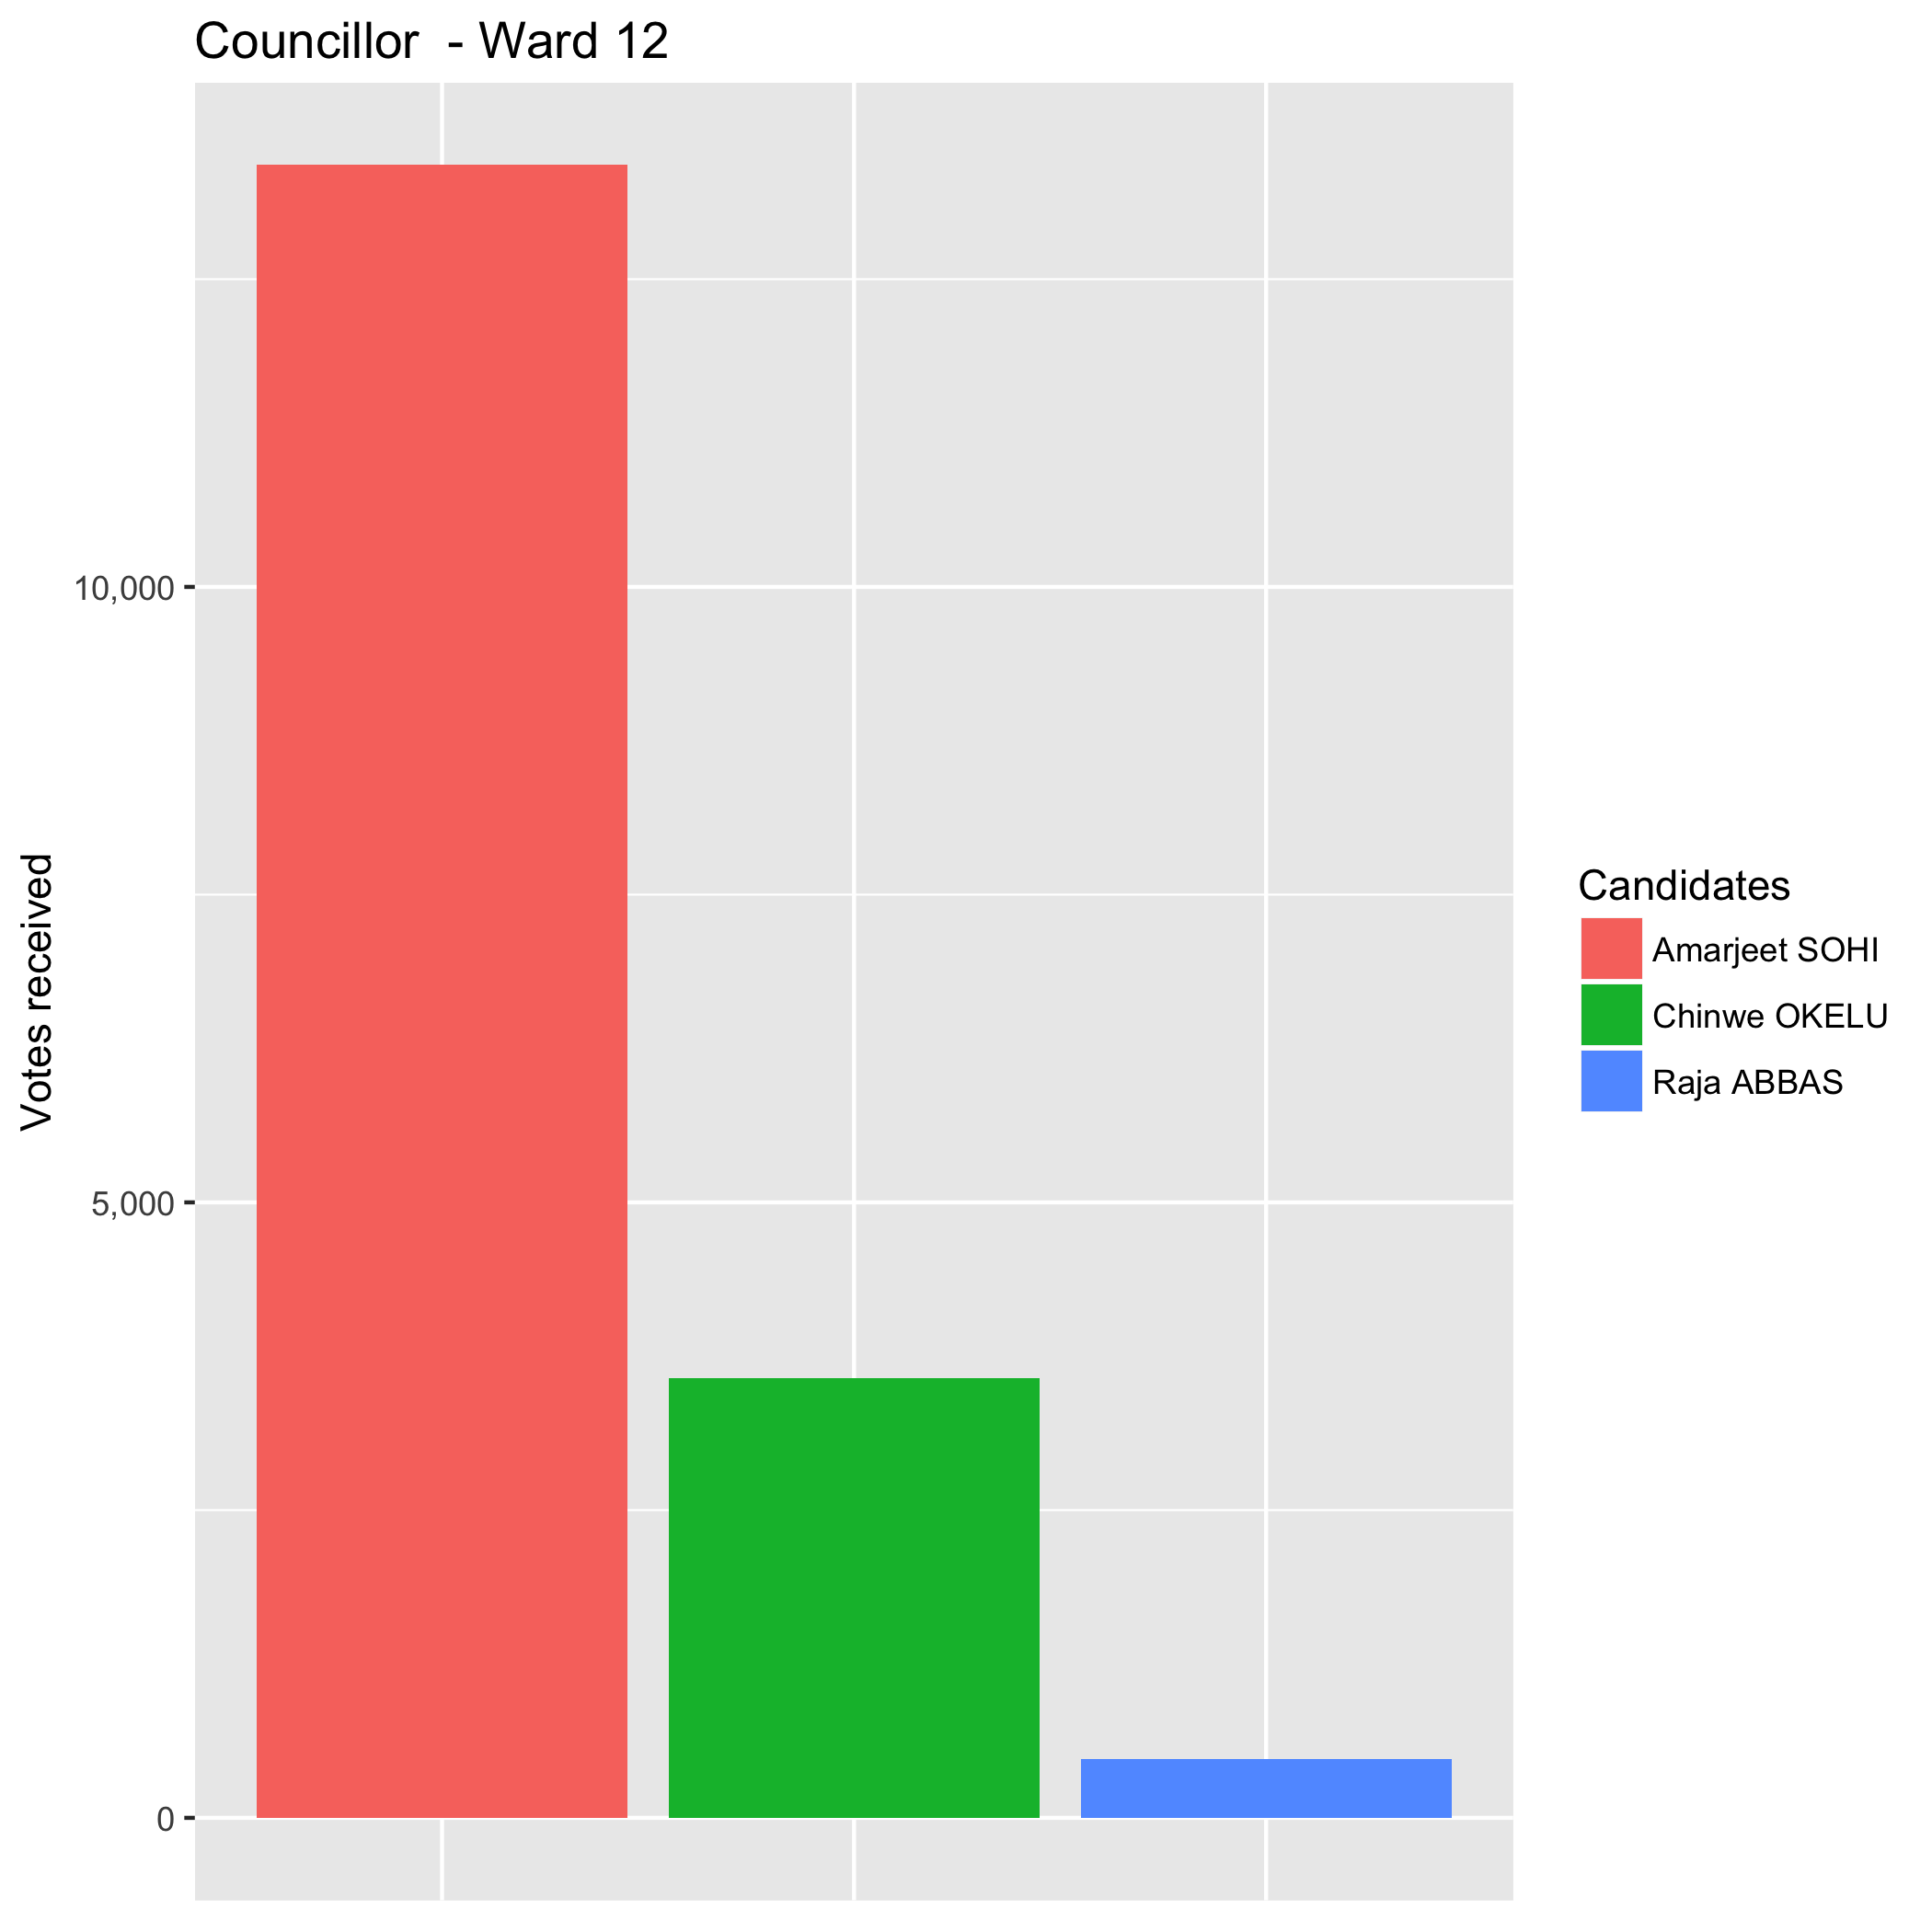 Councillor  - Ward 12
Votes received
10,000
5,000
0
Candidates
Amarjeet SOHI
Chinwe OKELU
Raja ABBAS